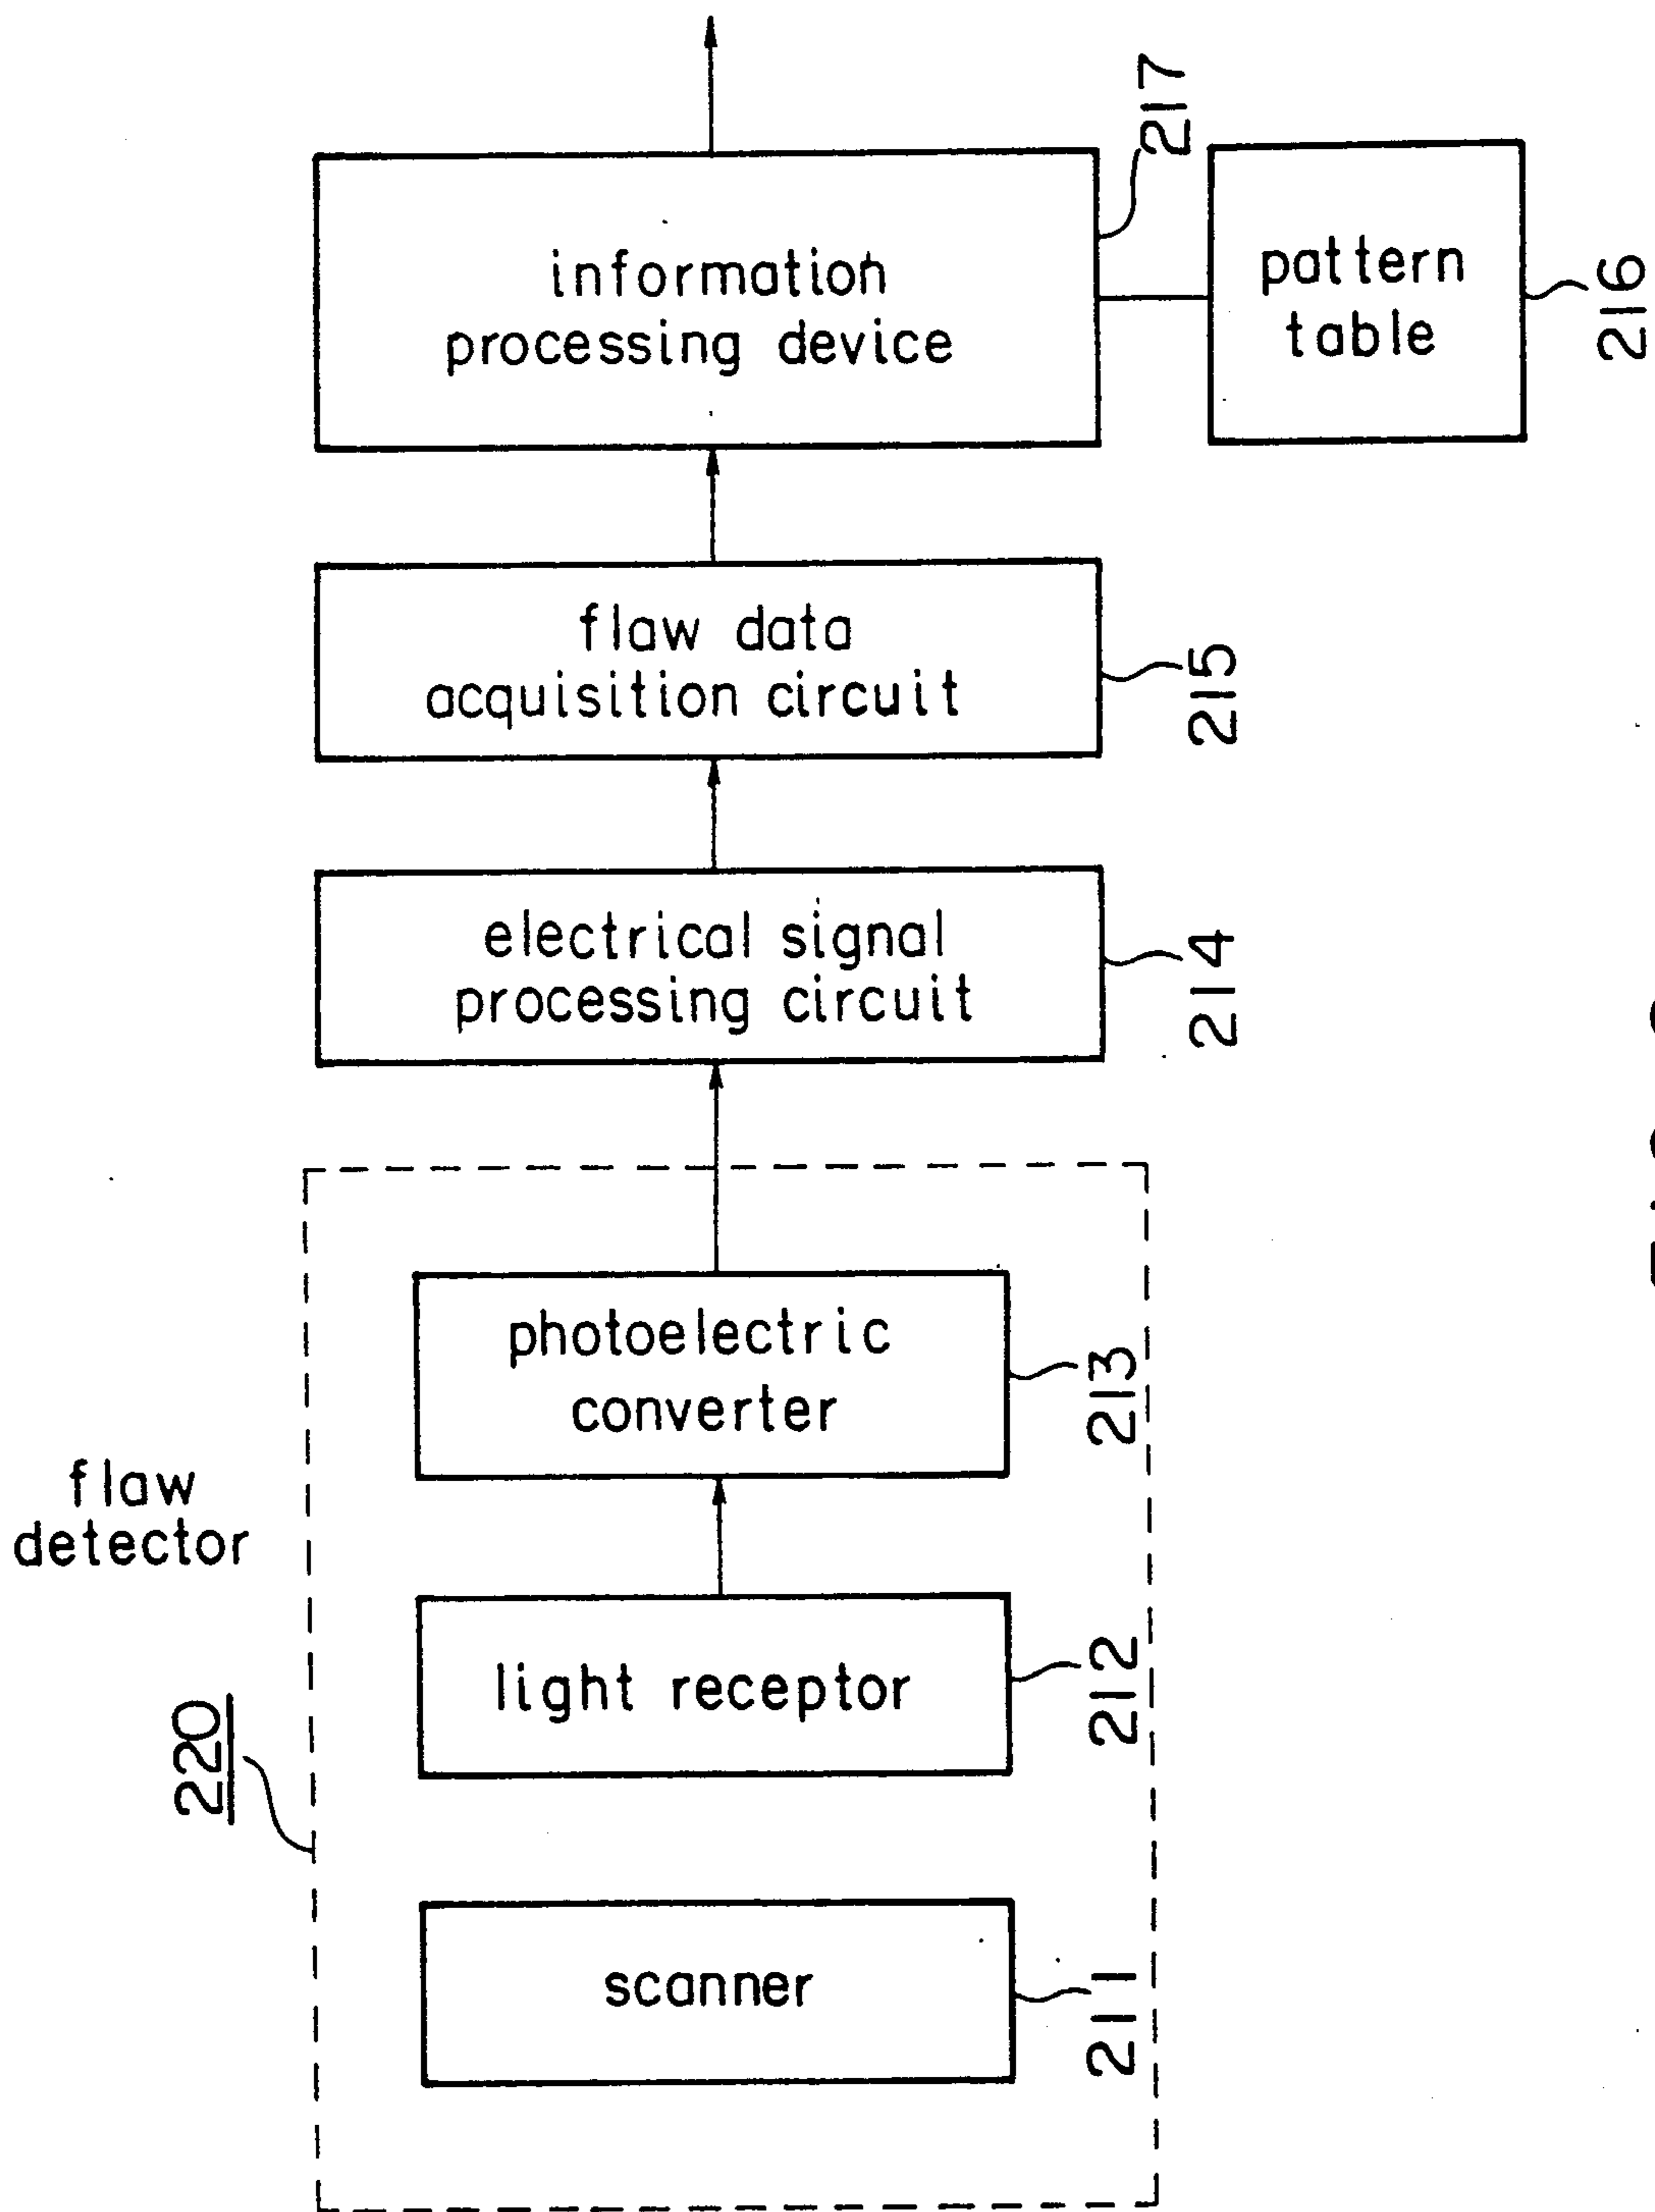 217
information
processing device
pattern
table
216
flaw data
acquisition circuit
215
electrical signal
processing circuit
214
photoelectric
converter
213
flaw
detector
light receptor
212
220
scanner
211